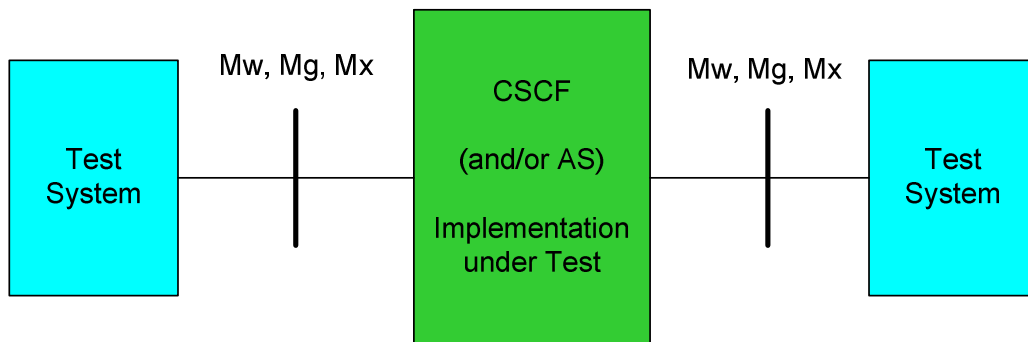 Test
System
Mw, Mg, Mx
CSCF
(and/or AS)
Implementation
under Test
Mw, Mg, Mx
Test
System